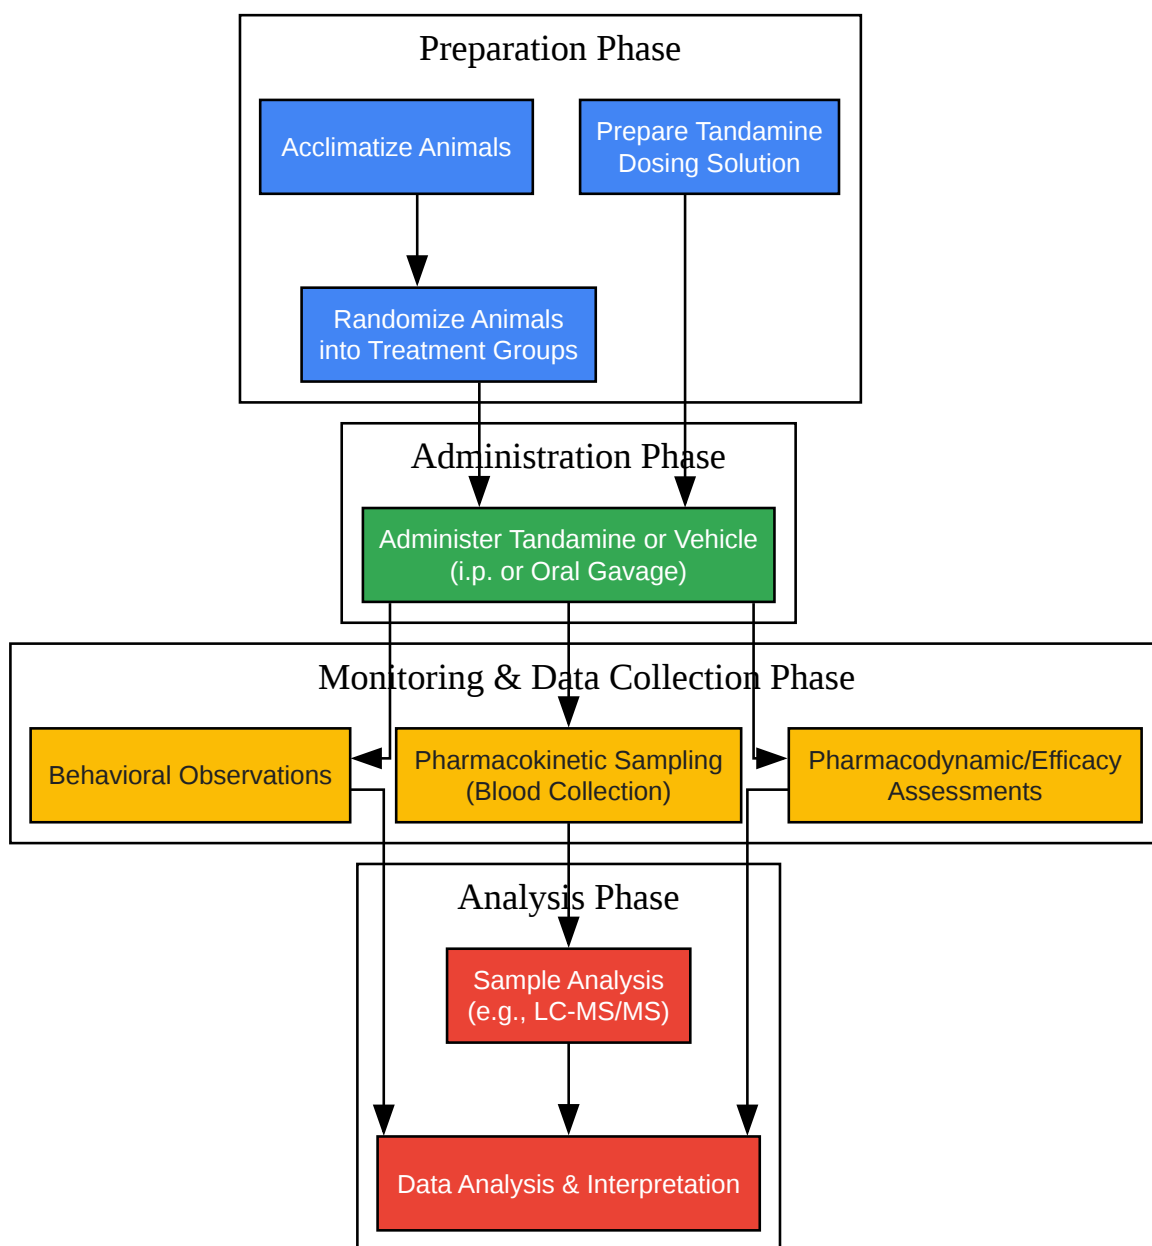 Preparation Phase
Acclimatize Animals
Prepare Tandamine
Dosing Solution
Randomize Animals
into Treatment Groups
Administration Phase
Administer Tandamine or Vehicle
(i.p. or Oral Gavage)
Monitoring & Data Collection Phase
Behavioral Observations
Pharmacokinetic Sampling
(Blood Collection)
Pharmacodynamic/Efficacy
Assessments
Analysis Phase
Sample Analysis
(e.g., LC-MS/MS)
Data Analysis & Interpretation